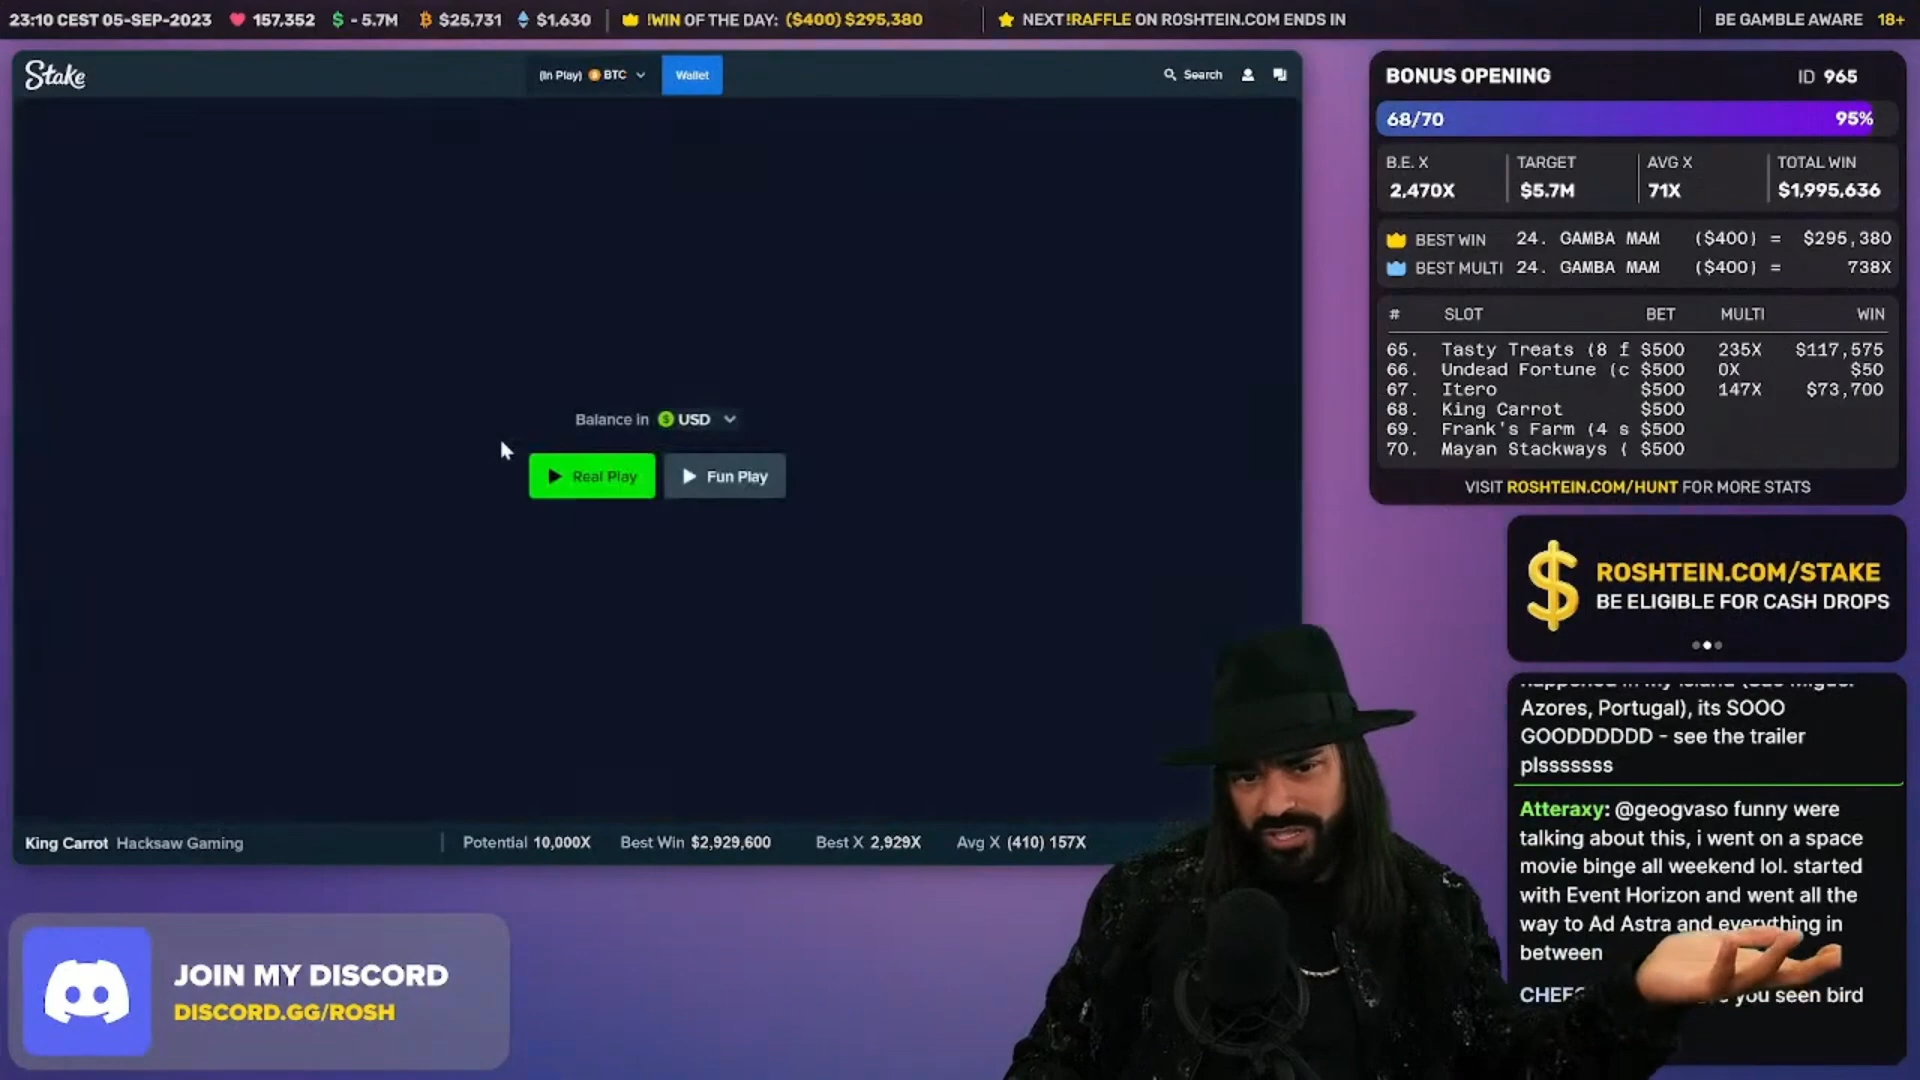 23:10 CEST 05-SEP-2023 157,352 $ - 5.7M $25,731 $1,630 !WIN OF THE DAY: ($400) $295,380 NEXT !RAFFLE ON ROSHTEIN.COM ENDS IN BE GAMBLE AWARE 18+
Stake
(In Play) BTC
Wallet
Search
Balance in $ USD
Real Play
Fun Play
King Carrot Hacksaw Gaming
Potential 10,000X Best Win $2,929,600 Best X 2,929X Avg X (410) 157X
BONUS OPENING ID 965
68/70 95%
B.E. X TARGET AVG X TOTAL WIN
2,470X $5.7M 71X $1,995,636
BEST WIN 24. GAMBA MAM ($400) = $295,380
BEST MULTI 24. GAMBA MAM ($400) = 738X
# SLOT BET MULTI WIN
65. Tasty Treats (8 f $500 235X $117,575
66. Undead Fortune (c $500 0X $50
67. Itero $500 147X $73,700
68. King Carrot $500
69. Frank's Farm (4 s $500
70. Mayan Stackways ( $500
VISIT ROSHTEIN.COM/HUNT FOR MORE STATS
$
ROSHTEIN.COM/STAKE
BE ELIGIBLE FOR CASH DROPS
Azores, Portugal), its SOOO
GOODDDDDD - see the trailer
plsssssss
Atteraxy: @geogvaso funny were
talking about this, i went on a space
movie binge all weekend lol. started
with Event Horizon and went all the
way to Ad Astra and everything in
between
you seen bird
JOIN MY DISCORD
DISCORD.GG/ROSH